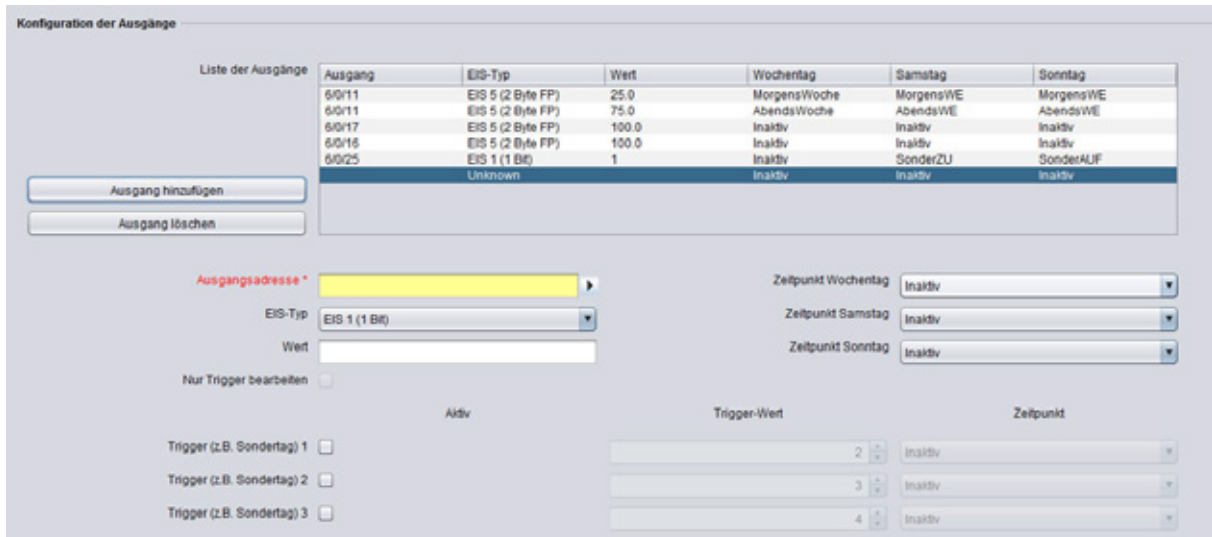 Konfiguration der Ausgänge
Liste der Ausgänge
Ausgang EIS-Typ Wert Wochentag Samstag Sonntag
6/0/11 EIS 5 (2 Byte FP) 25.0 MorgensWoche MorgensWE MorgensWE
6/0/11 EIS 5 (2 Byte FP) 75.0 AbendsWoche AbendsWE AbendsWE
6/0/17 EIS 5 (2 Byte FP) 100.0 Inaktiv Inaktiv Inaktiv
6/0/16 EIS 5 (2 Byte FP) 100.0 Inaktiv Inaktiv Inaktiv
6/0/25 EIS 1 (1 Bit) 1 Inaktiv SonderZU SonderAUF
Unknown Inaktiv Inaktiv Inaktiv
Ausgang hinzufügen
Ausgang löschen
Ausgangsadresse * Zeitpunkt Wochentag Inaktiv
EIS-Typ EIS 1 (1 Bit) Zeitpunkt Samstag Inaktiv
Wert Zeitpunkt Sonntag Inaktiv
Nur Trigger bearbeiten
Aktiv Trigger-Wert Zeitpunkt
Trigger (z.B. Sondertag) 1 2 Inaktiv
Trigger (z.B. Sondertag) 2 3 Inaktiv
Trigger (z.B. Sondertag) 3 4 Inaktiv